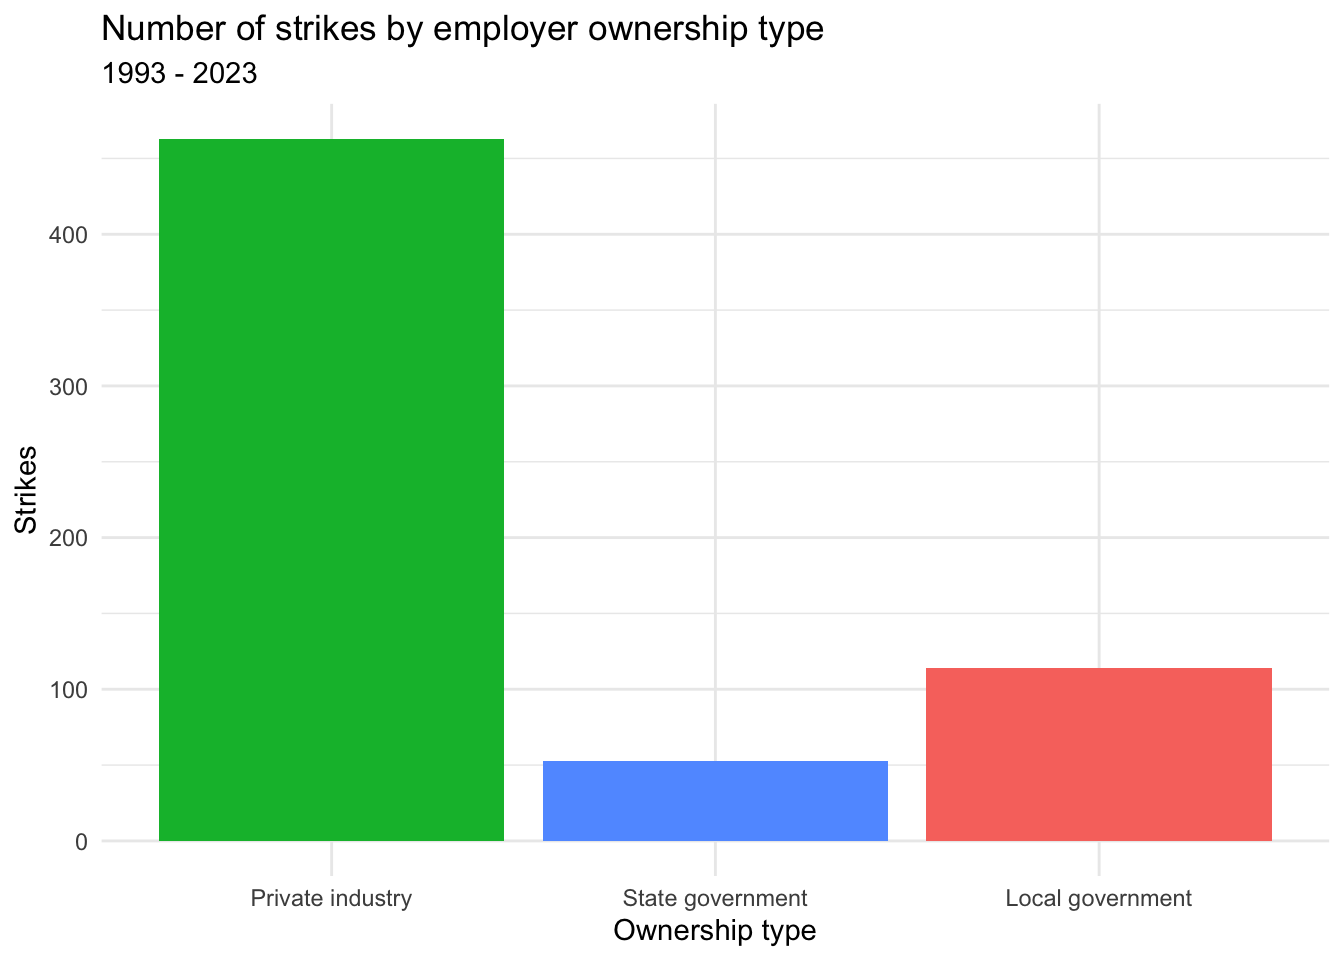 Number of strikes by employer ownership type
1993 - 2023
Strikes
400
300
200
100
0
Private industry
State government
Local government
Ownership type